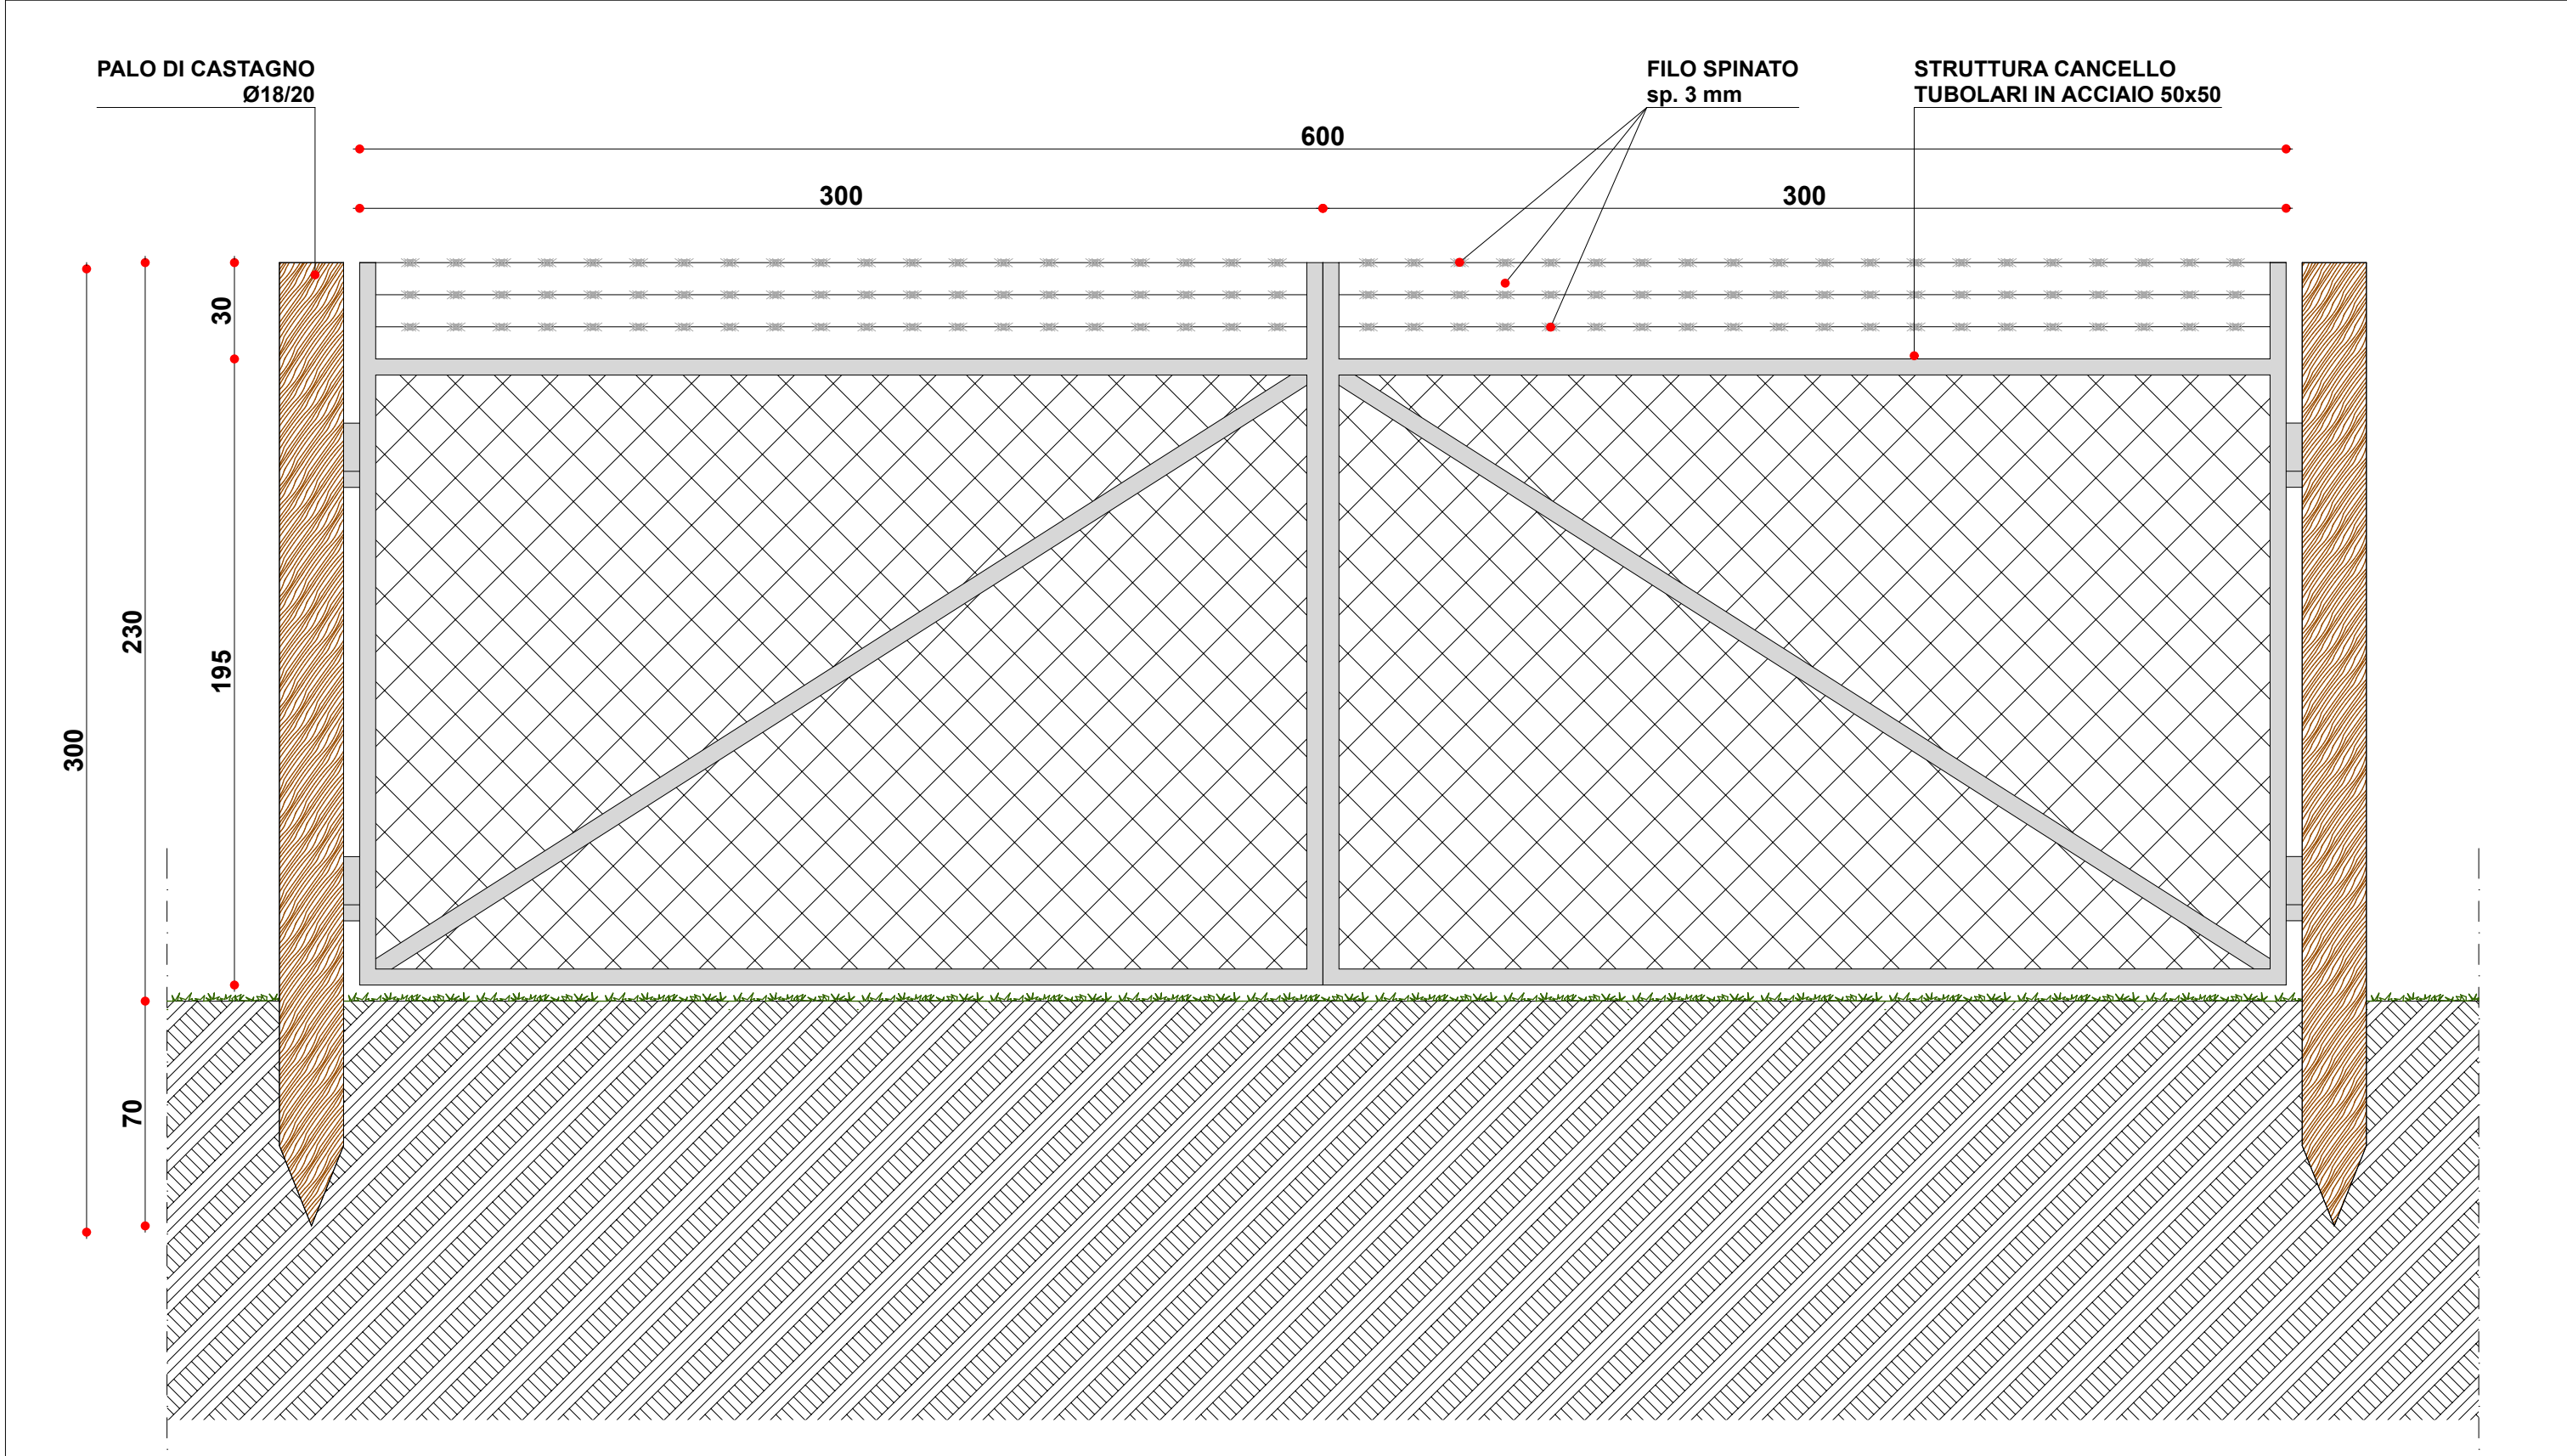 PALO DI CASTAGNO
Ø18/20
FILO SPINATO
sp. 3 mm
STRUTTURA CANCELLO
TUBOLARI IN ACCIAIO 50x50
600
300
300
30
230
195
300
70